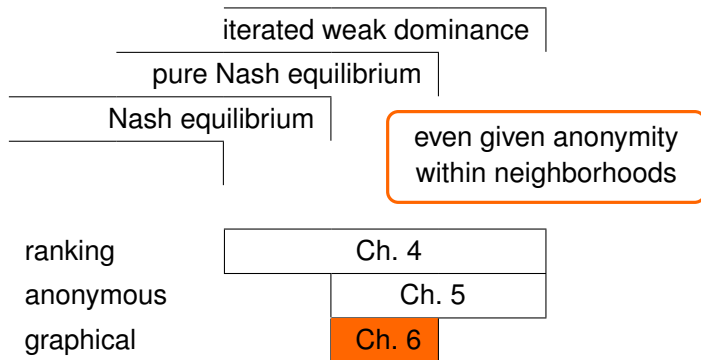 iterated weak dominance
pure Nash equilibrium
Nash equilibrium
even given anonymity
within neighborhoods
ranking Ch. 4
anonymous Ch. 5
graphical Ch. 6